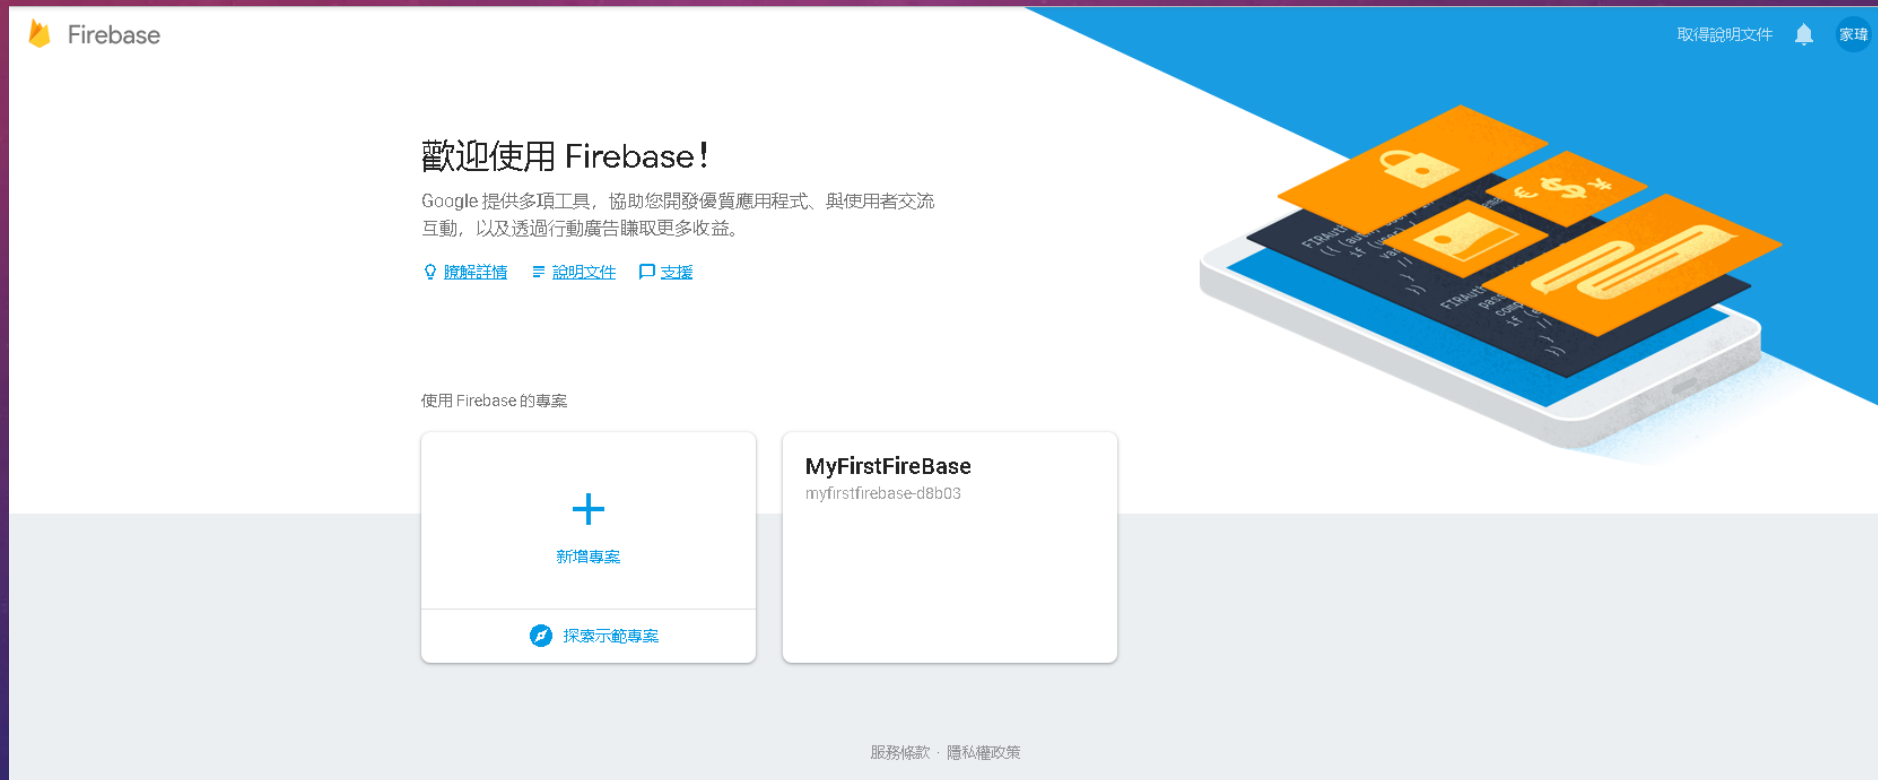 Firebase
取得說明文件
家瑋
歡迎使用 Firebase！
Google 提供多項工具，協助您開發優質應用程式、與使用者交流
互動，以及透過行動廣告賺取更多收益。
瞭解詳情 說明文件 支援
使用 Firebase 的專案
新增專案
探索示範專案
MyFirstFireBase
myfirstfirebase-d8b03
服務條款 · 隱私權政策